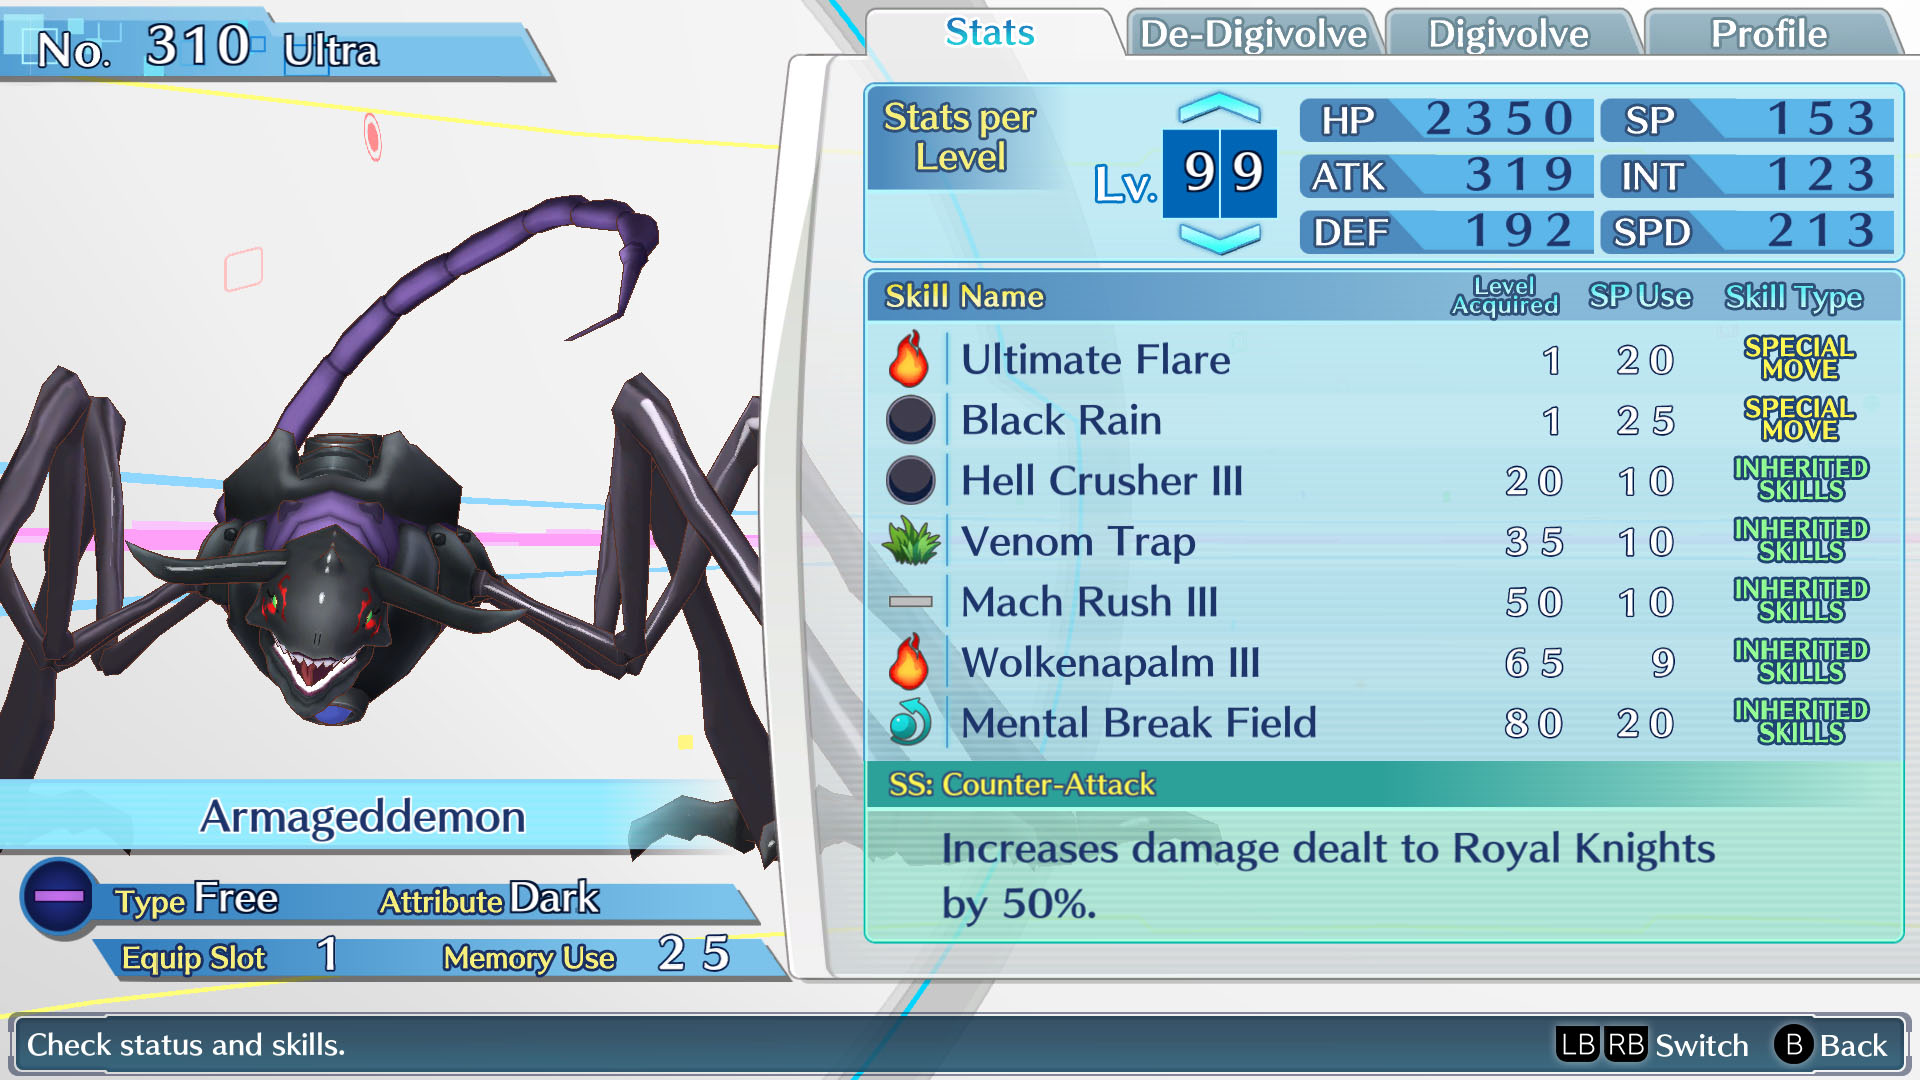 No. 310 Ultra
Stats
De-Digivolve
Digivolve
Profile
Stats per
Level
Lv. 99
HP 2350
SP 153
ATK 319
INT 123
DEF 192
SPD 213
Skill Name
Level
Acquired
SP Use
Skill Type
Ultimate Flare 1 20 SPECIAL
MOVE
Black Rain 1 25 SPECIAL
MOVE
Hell Crusher III 20 10 INHERITED
SKILLS
Venom Trap 35 10 INHERITED
SKILLS
Mach Rush III 50 10 INHERITED
SKILLS
Wolkenapalm III 65 9 INHERITED
SKILLS
Mental Break Field 80 20 INHERITED
SKILLS
SS: Counter-Attack
Increases damage dealt to Royal Knights
by 50%.
Armageddemon
Type Free Attribute Dark
Equip Slot 1 Memory Use 25
Check status and skills.
LB RB Switch B Back